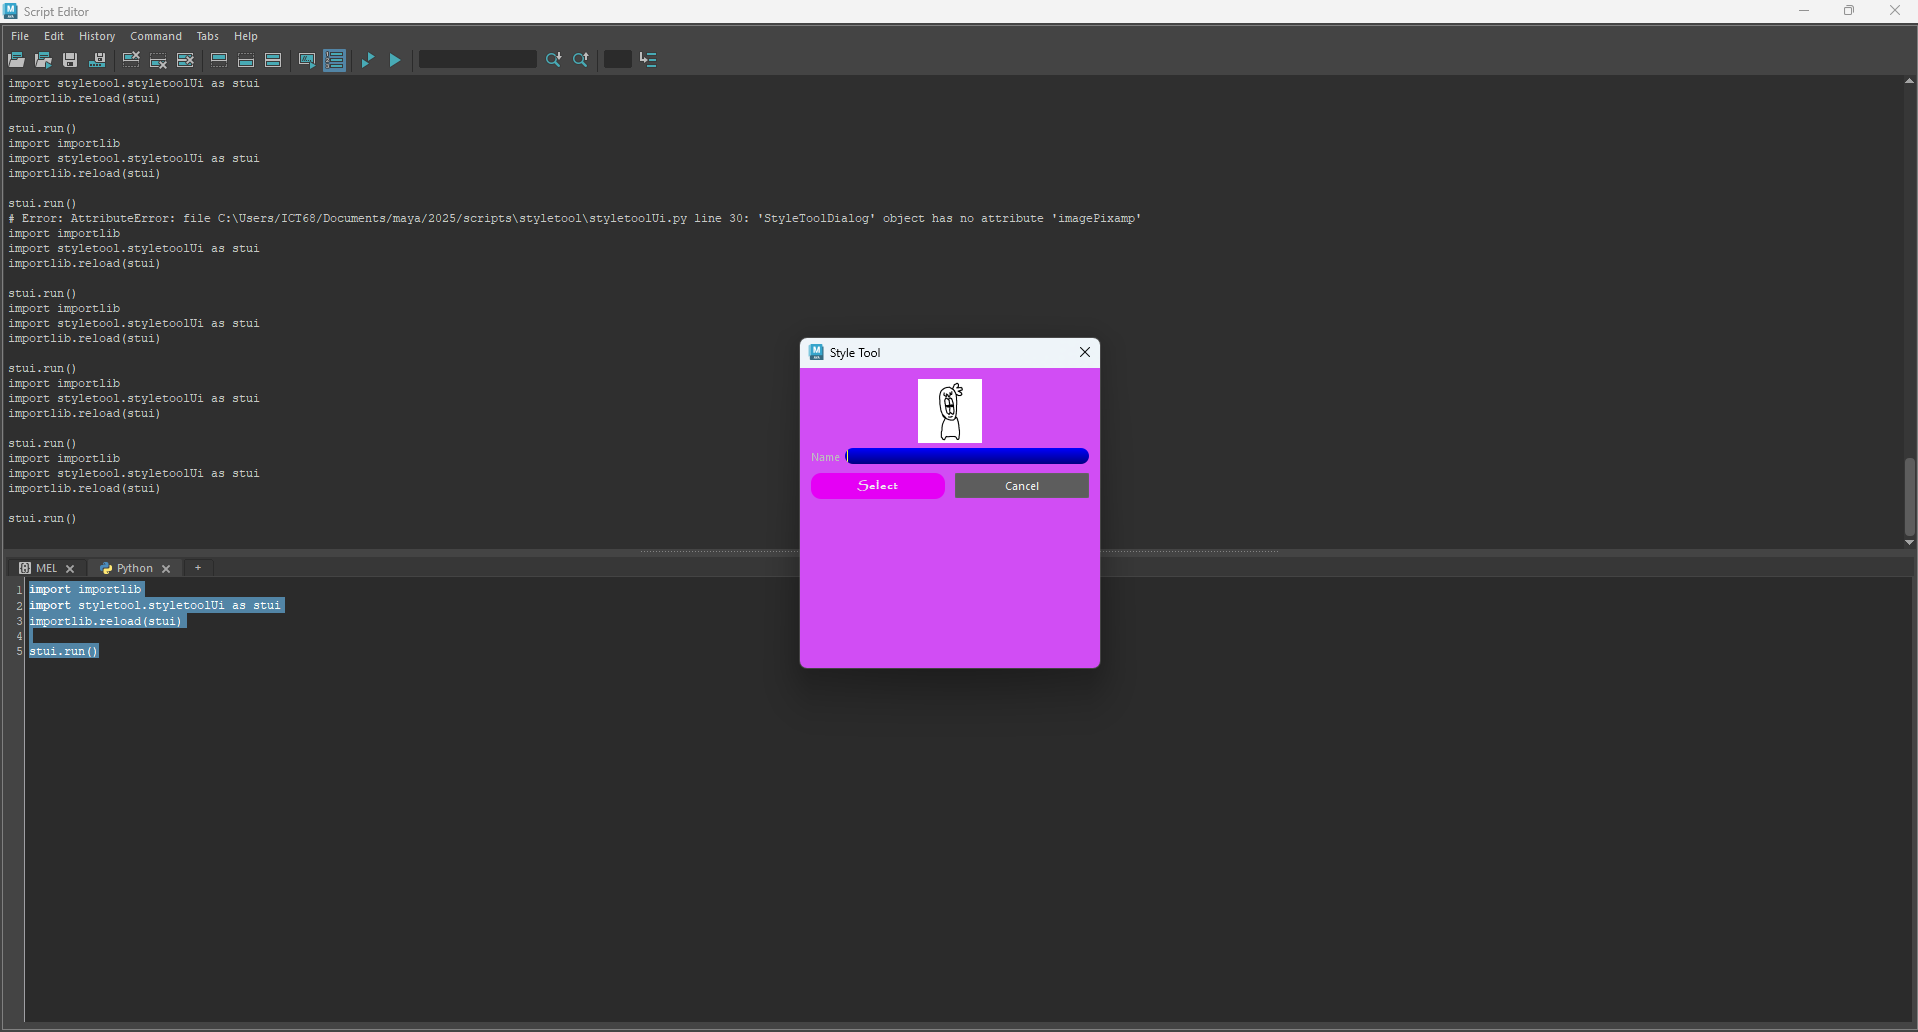 Script Editor
File Edit History Command Tabs Help
import styletool.styletoolUi as stui
importlib.reload(stui)
stui.run()
import importlib
import styletool.styletoolUi as stui
importlib.reload(stui)
stui.run()
# Error: AttributeError: file C:\Users/ICT68/Documents/maya/2025/scripts\styletool\styletoolUi.py line 30: 'StyleToolDialog' object has no attribute 'imagePixamp'
import importlib
import styletool.styletoolUi as stui
importlib.reload(stui)
stui.run()
import importlib
import styletool.styletoolUi as stui
importlib.reload(stui)
stui.run()
import importlib
import styletool.styletoolUi as stui
importlib.reload(stui)
stui.run()
import importlib
import styletool.styletoolUi as stui
importlib.reload(stui)
stui.run()
Style Tool
Name
Select Cancel
MEL Python +
1 import importlib
2 import styletool.styletoolUi as stui
3 importlib.reload(stui)
4
5 stui.run()